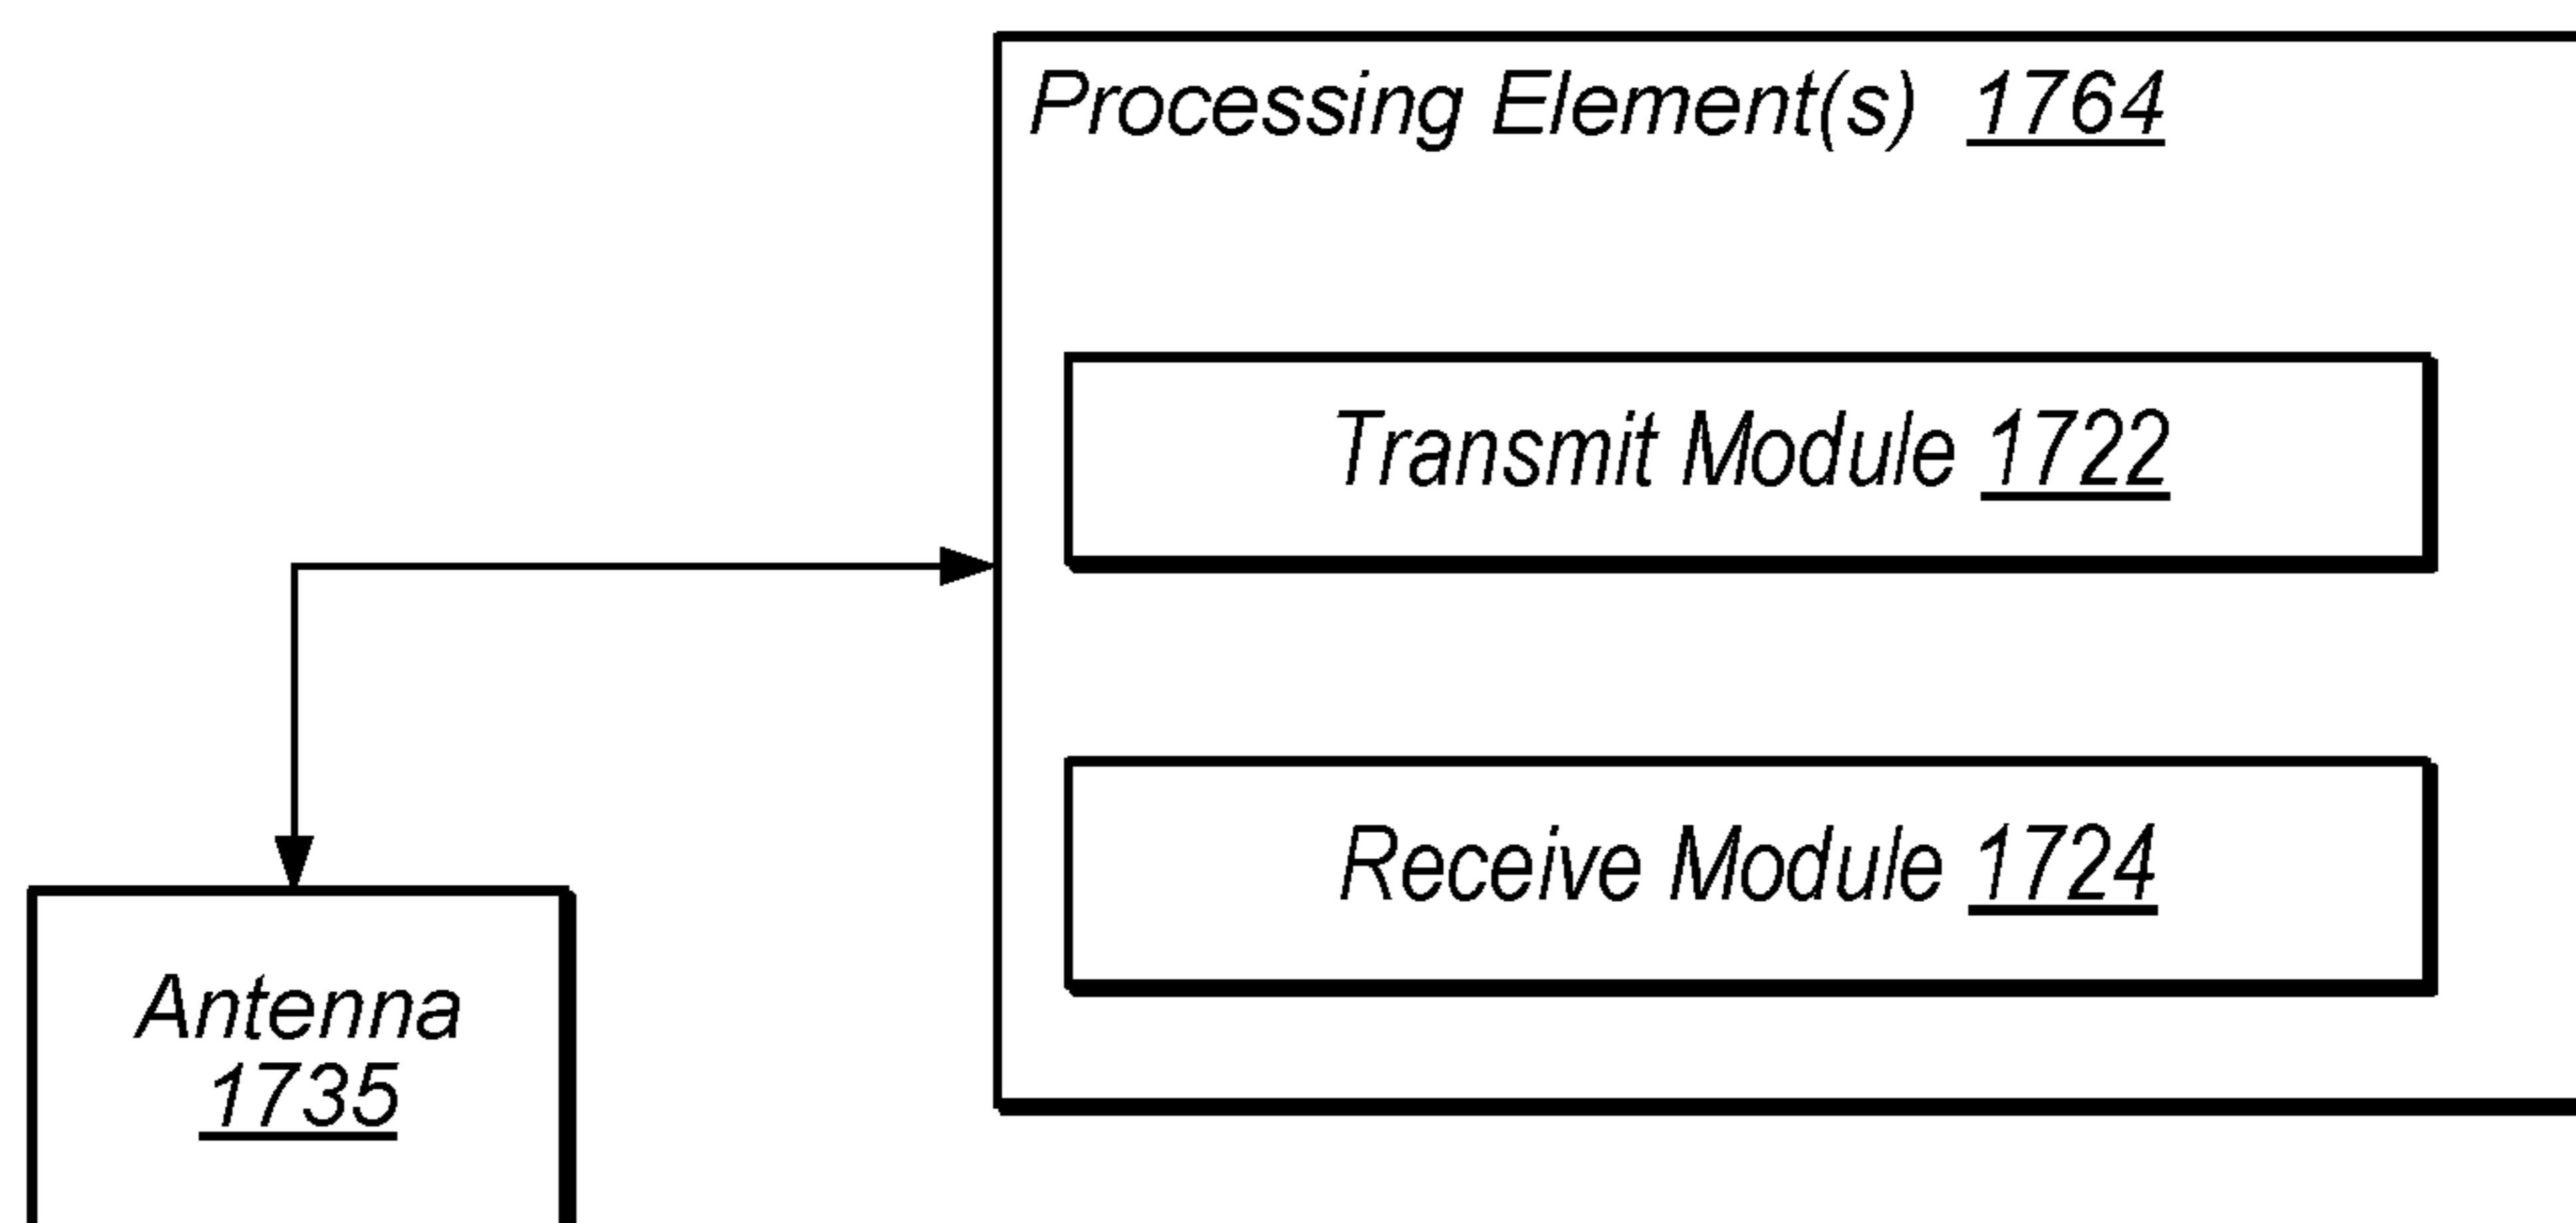 Processing Element(s) 1764
Transmit Module 1722
Receive Module 1724
Antenna
1735